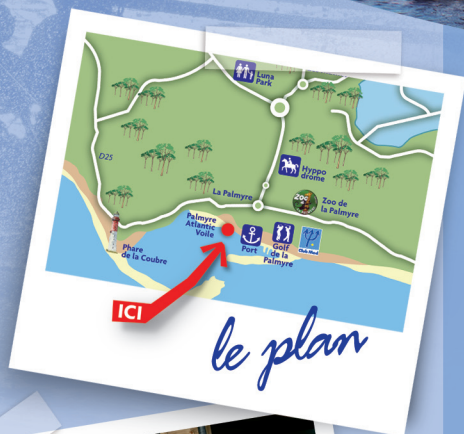 Luna
Park
D25
Hyppo
drome
ZOO
Zoo de
la Palmyre
La Palmyre
Palmyre
Atlantic
Voile
Port
Golf
de la
Palmyre
Club Med
Phare
de la Coubre
ICI
le plan